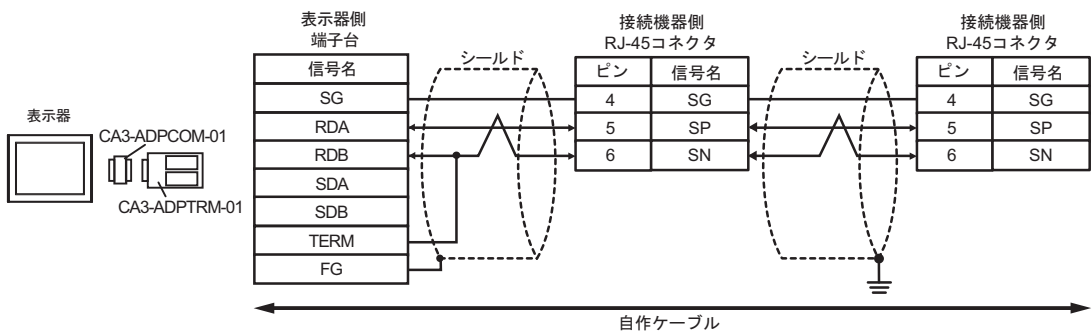 表示器
CA3-ADPCOM-01
CA3-ADPTRM-01
表示器側
端子台
信号名
SG
RDA
RDB
SDA
SDB
TERM
FG
シールド
接続機器側
RJ-45コネクタ
ピン 信号名
4 SG
5 SP
6 SN
シールド
接続機器側
RJ-45コネクタ
ピン 信号名
4 SG
5 SP
6 SN
自作ケーブル